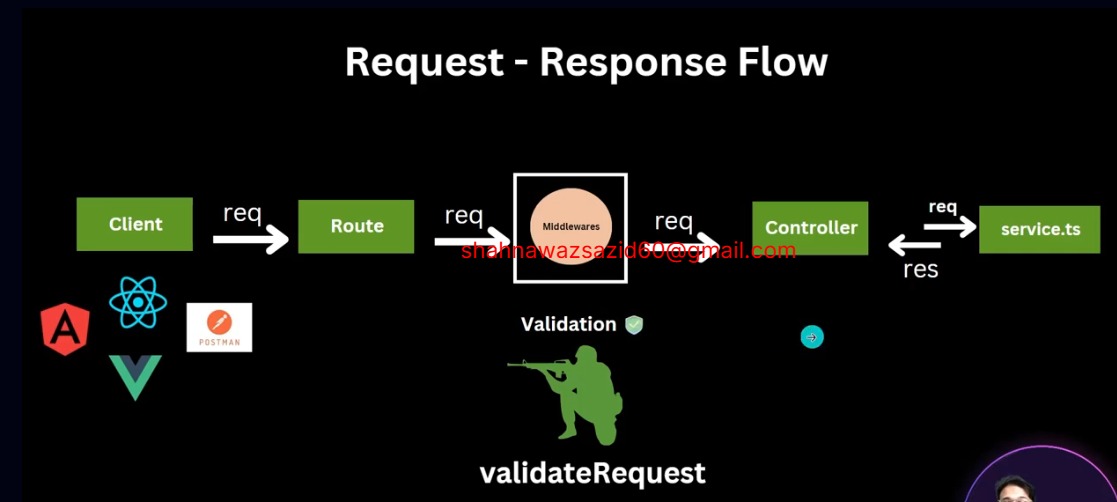 Request - Response Flow
Client
req
Route
req
Middlewares
req
Controller
req
res
service.ts
shahnawazsazid60@gmail.com
POSTMAN
Validation
validateRequest